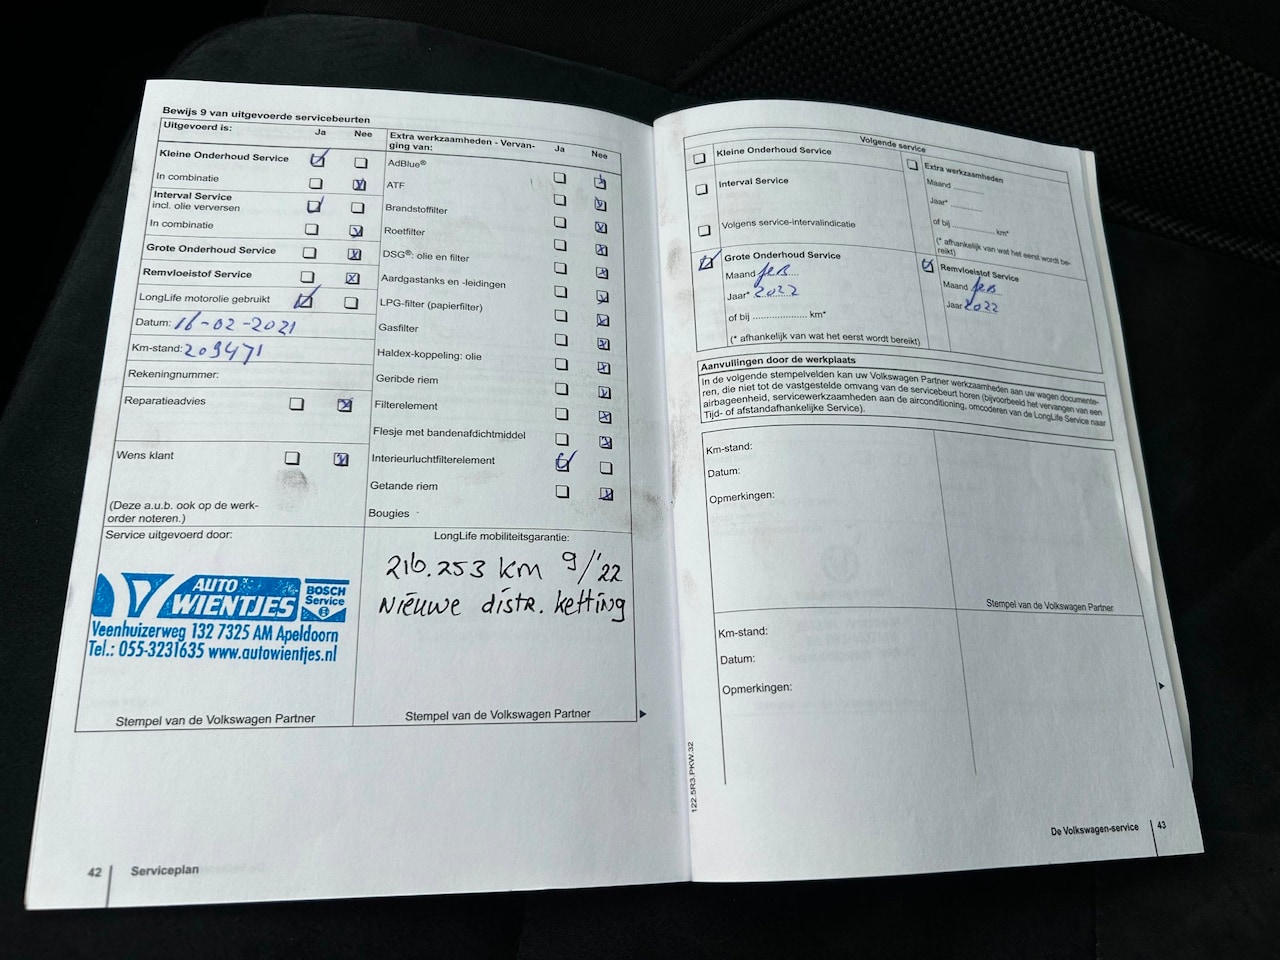 Bewijs 9 van uitgevoerde servicebeurten
Uitgevoerd is: Ja Nee
Kleine Onderhoud Service
In combinatie
Interval Service
incl. olie verversen
In combinatie
Grote Onderhoud Service
Remvloeistof Service
LongLife motorolie gebruikt
Datum: 16-02-2021
Km-stand: 209471
Rekeningnummer:
Reparatieadvies
Wens klant
(Deze a.u.b. ook op de werk-
order noteren.)
Extra werkzaamheden - Vervan-
ging van: Ja Nee
AdBlue®
ATF
Brandstoffilter
Roetfilter
DSG®: olie en filter
Aardgastanks en -leidingen
LPG-filter (papierfilter)
Gasfilter
Haldex-koppeling: olie
Geribde riem
Filterelement
Flesje met bandenafdichtmiddel
Interieurluchtfilterelement
Getande riem
Bougies
Service uitgevoerd door:
AUTO
WIENTJES
BOSCH
Service
Veenhuizerweg 132 7325 AM Apeldoorn
Tel.: 055-3231635 www.autowientjes.nl
Stempel van de Volkswagen Partner
LongLife mobiliteitsgarantie:
216.253 km 9/'22
Nieuwe distr. ketting
Stempel van de Volkswagen Partner
42 Serviceplan
Volgende service
Kleine Onderhoud Service
Interval Service
Volgens service-intervalindicatie
Grote Onderhoud Service
Maand feb
Jaar* 2022
of bij .................... km*
(* afhankelijk van wat het eerst wordt bereikt)
Extra werkzaamheden
Maand
Jaar*
of bij .................... km*
(* afhankelijk van wat het eerst wordt be-
reikt)
Remvloeistof Service
Maand feb
Jaar 2022
Aanvullingen door de werkplaats
In de volgende stempelvelden kan uw Volkswagen Partner werkzaamheden aan uw wagen documente-
ren, die niet tot de vastgestelde omvang van de servicebeurt horen (bijvoorbeeld het vervangen van een
airbageenheid, servicewerkzaamheden aan de airconditioning, omcoderen van de LongLife Service naar
Tijd- of afstandafhankelijke Service).
Km-stand:
Datum:
Opmerkingen:
Stempel van de Volkswagen Partner
Km-stand:
Datum:
Opmerkingen:
122.5R3.PKW.32
De Volkswagen-service 43